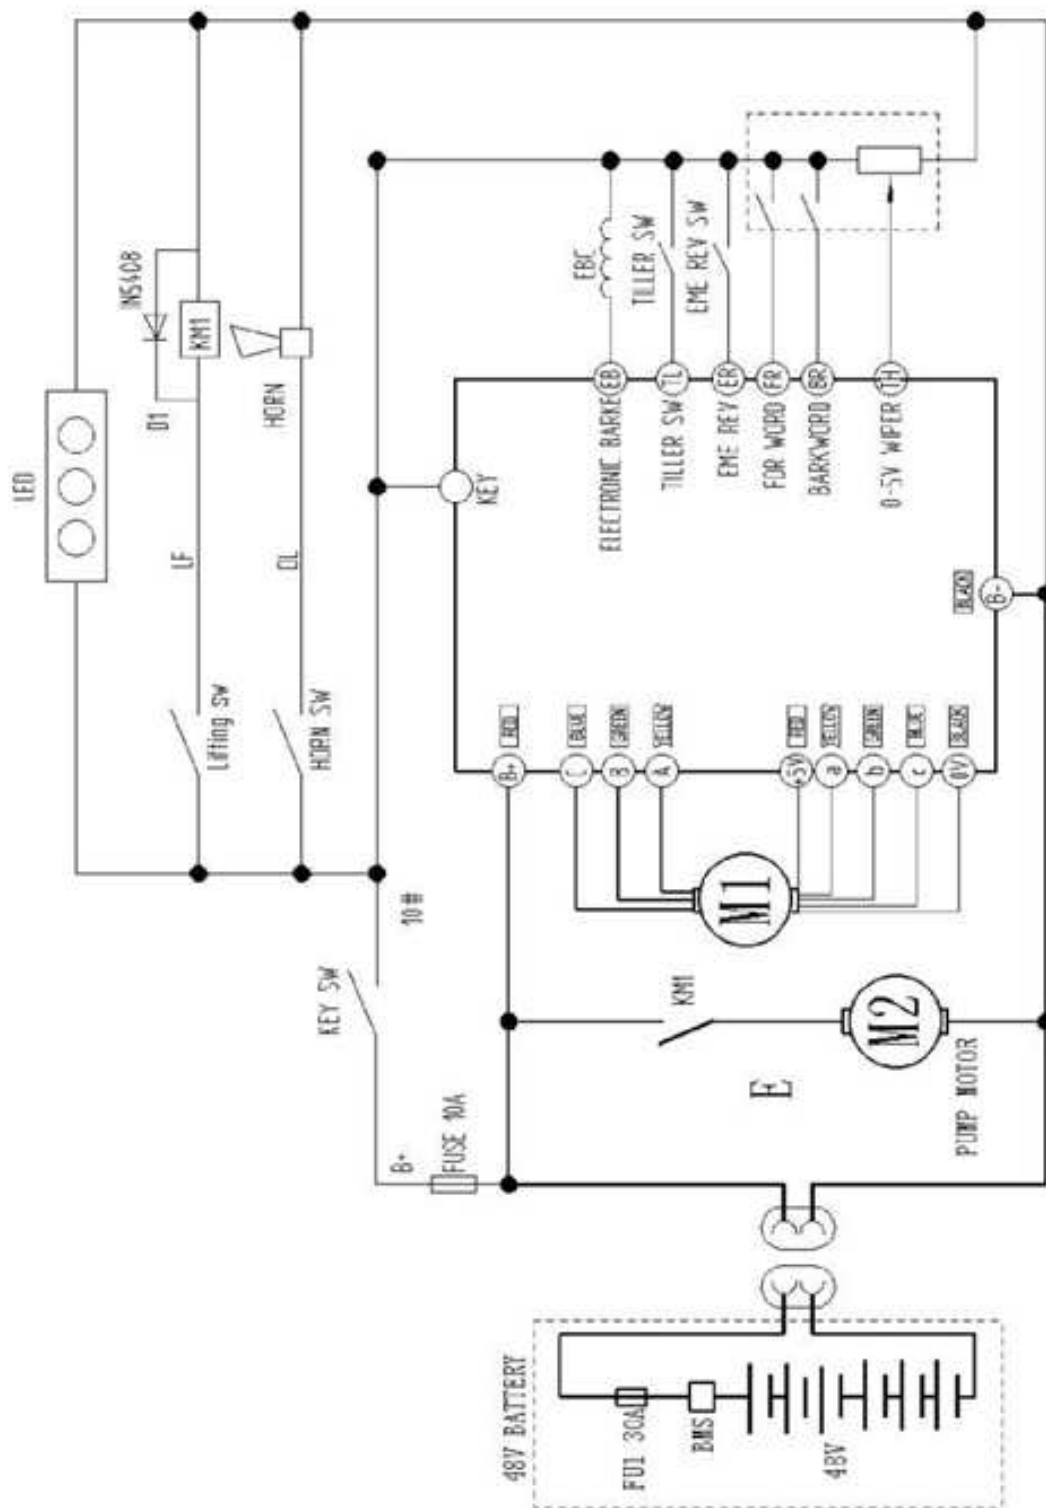 LED
IN5408
KM1
D1
HORN
LF
DL
Lifting SW
HORN SW
KEY SW
10#
B+
FUSE 10A
KEY
EBC
TILLER SW
EME REV SW
EB
TL
ER
FR
BR
TH
ELECTRONIC BARKE
TILLER SW
EME REV
FOR WORD
BARKWORD
0-5V WIPER
B-
BLACK
B+
RED
C
BLUE
B
GREEN
A
YELLOW
+5V
RED
a
YELLOW
b
GREEN
c
BLUE
0V
BLACK
M1
KM1
M2
PUMP MOTOR
E
48V BATTERY
FU1 30A
BMS
48V